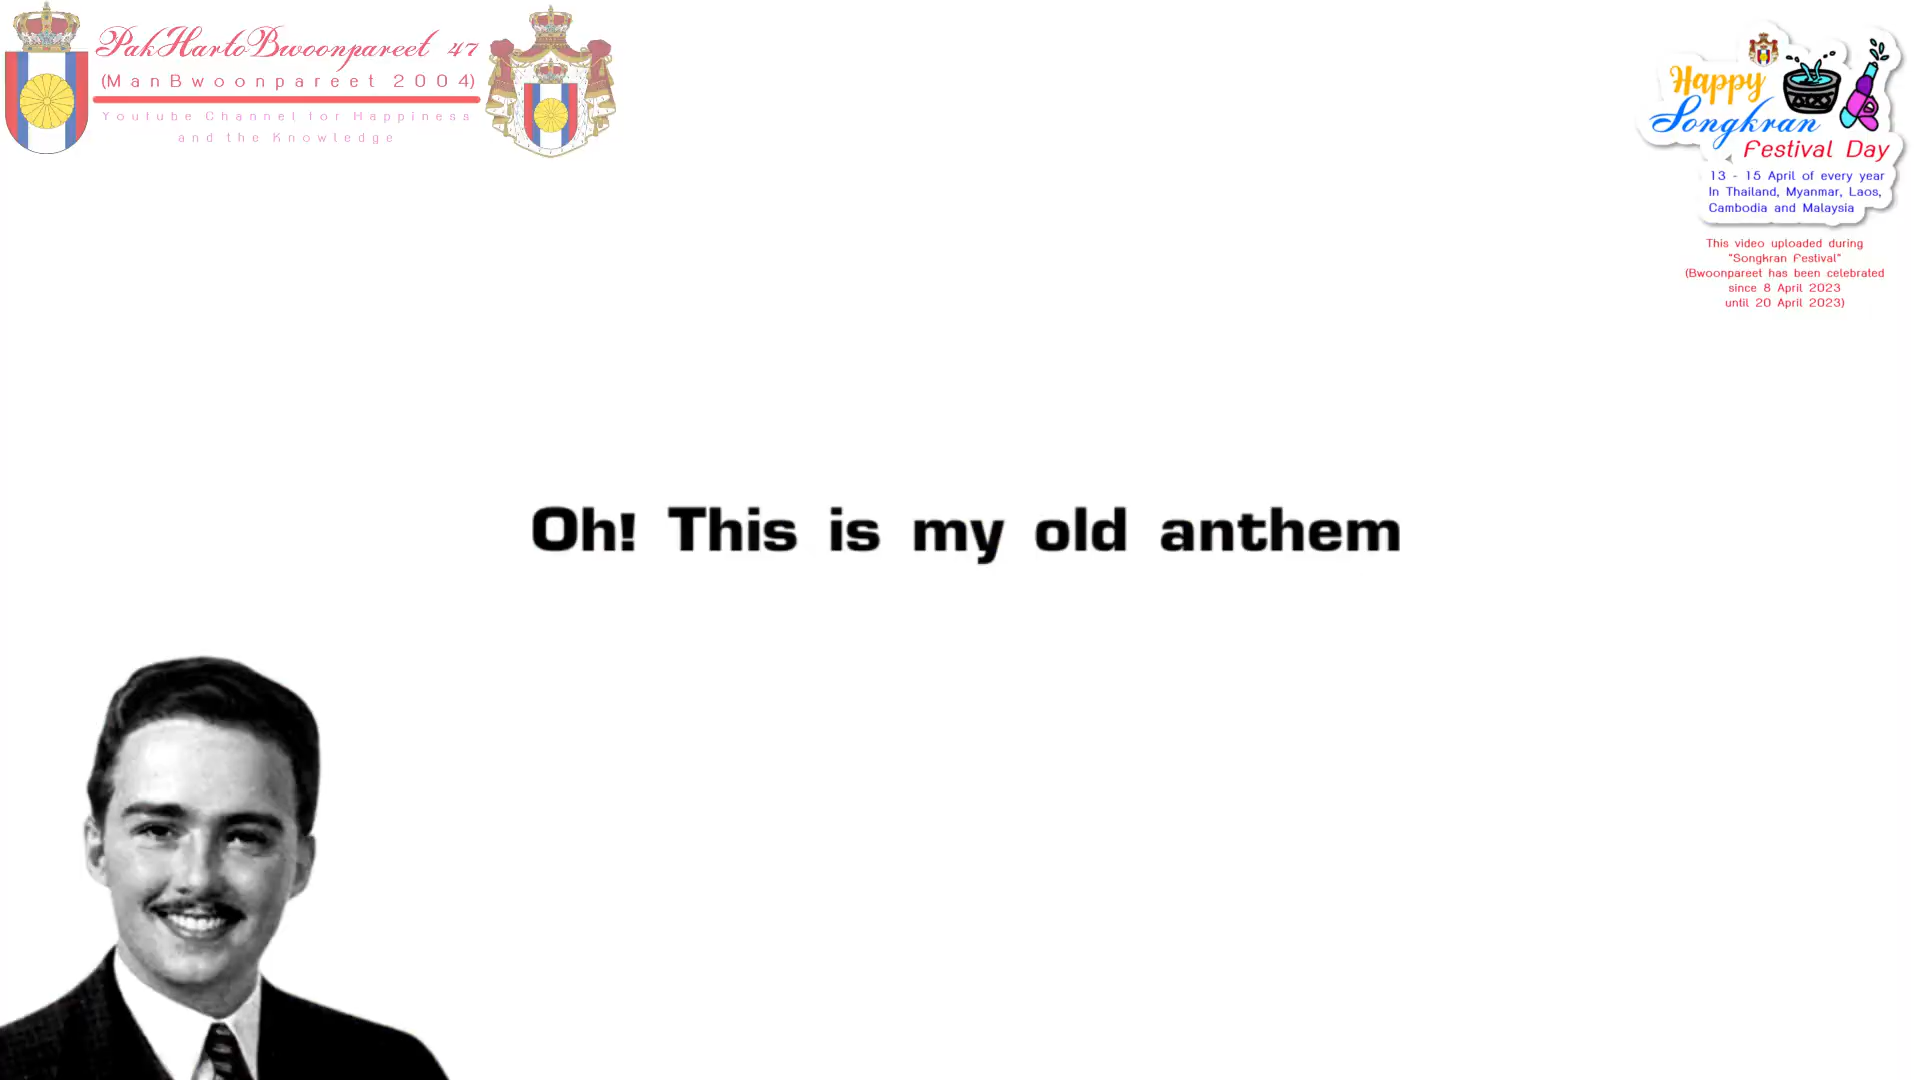 PakHartoBwoonpareet 47
(ManBwoonpareet 2004)
Youtube Channel for Happiness
and the Knowledge
Happy
Songkran
Festival Day
13 - 15 April of every year
In Thailand, Myanmar, Laos,
Cambodia and Malaysia
This video uploaded during
"Songkran Festival"
(Bwoonpareet has been celebrated
since 8 April 2023
until 20 April 2023)
Oh! This is my old anthem